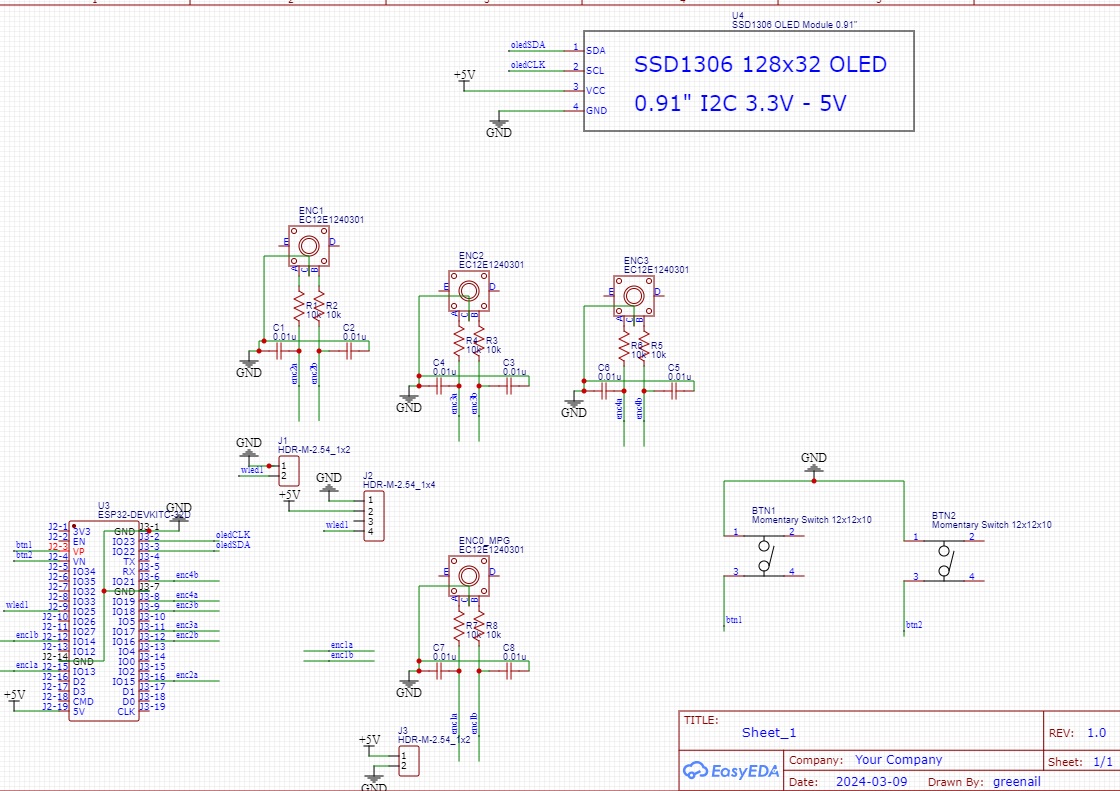 1 2 3 4 5
U4
SSD1306 OLED Module 0.91"
oledSDA 1 SDA
oledCLK 2 SCL
+5V 3 VCC
4 GND
GND
SSD1306 128x32 OLED
0.91" I2C 3.3V - 5V
ENC1
EC12E1240301
E D
A C B
R1 R2
10k 10k
C1 C2
0.01u 0.01u
GND
enc2a enc2b
ENC2
EC12E1240301
E D
A C B
R4 R3
10k 10k
C4 C3
0.01u 0.01u
GND
enc3a enc3b
ENC3
EC12E1240301
E D
A C B
R6 R5
10k 10k
C6 C5
0.01u 0.01u
GND
enc4a enc4b
GND
J1
HDR-M-2.54_1x2
1
wled1 2
GND
+5V
J2
HDR-M-2.54_1x4
1
2
3
wled1 4
GND
BTN1
Momentary Switch 12x12x10
1 2
3 4
btn1
BTN2
Momentary Switch 12x12x10
1 2
3 4
btn2
U3
ESP32-DEVKITC-32D
GND
J2-1 3V3 GND J3-1
J2-2 EN IO23 J3-2 oledCLK
btn1 J2-3 VP IO22 J3-3 oledSDA
btn2 J2-4 VN TX J3-4
J2-5 IO34 RX J3-5
J2-6 IO35 IO21 J3-6 enc4b
J2-7 IO32 GND J3-7
J2-8 IO33 IO19 J3-8 enc4a
wled1 J2-9 IO25 IO18 J3-9 enc3b
J2-10 IO26 IO5 J3-10
J2-11 IO27 IO17 J3-11 enc3a
enc1b J2-12 IO14 IO16 J3-12 enc2b
J2-13 IO12 IO4 J3-13
J2-14 GND IO0 J3-14
enc1a J2-15 IO13 IO2 J3-15
J2-16 D2 IO15 J3-16 enc2a
J2-17 D3 D1 J3-17
J2-18 CMD D0 J3-18
+5V J2-19 5V CLK J3-19
enc1a
enc1b
ENC0_MPG
EC12E1240301
E D
A C B
R7 R8
10k 10k
C7 C8
0.01u 0.01u
GND
enc1a enc1b
J3
HDR-M-2.54_1x2
+5V 1
2
GND
TITLE:
Sheet_1
REV: 1.0
EasyEDA
Company: Your Company
Sheet: 1/1
Date: 2024-03-09 Drawn By: greenail